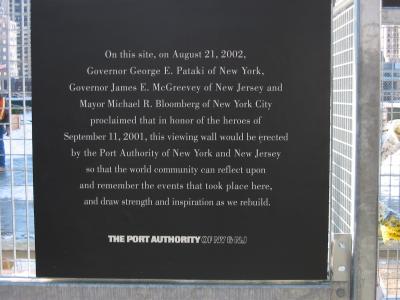 On this site, on August 21, 2002,
Governor George E. Pataki of New York,
Governor James E. McGreevey of New Jersey and
Mayor Michael R. Bloomberg of New York City
proclaimed that in honor of the heroes of
September 11, 2001, this viewing wall would be erected
by the Port Authority of New York and New Jersey
so that the world community can reflect upon
and remember the events that took place here,
and draw strength and inspiration as we rebuild.
THE PORT AUTHORITY OF NY & NJ